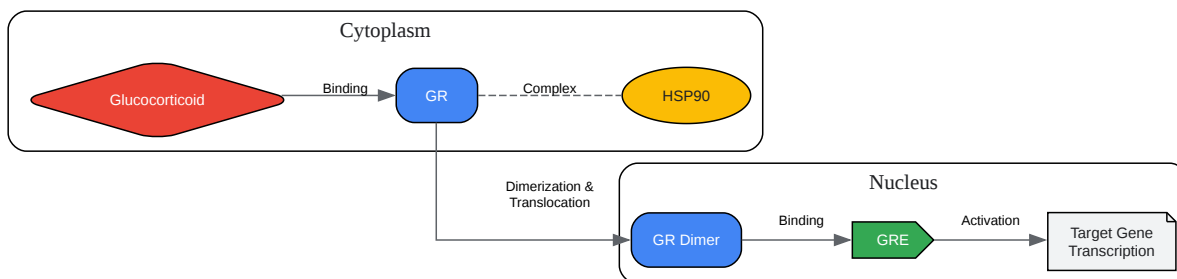 Cytoplasm
Glucocorticoid
Binding
GR
Complex
HSP90
Dimerization &
Translocation
Nucleus
GR Dimer
Binding
GRE
Activation
Target Gene
Transcription